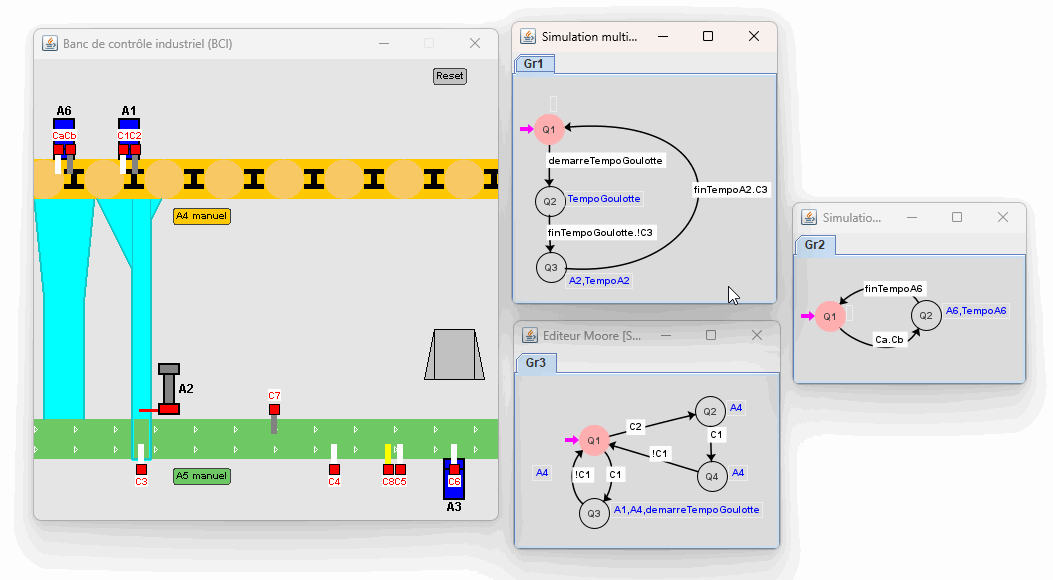 Banc de contrôle industriel (BCI)
Reset
A6
A1
CaCb
C1C2
A4 manuel
A2
C7
C3
A5 manuel
C4
C8C5
C6
A3
Simulation multi...
Gr1
Q1
demarreTempoGoulotte
Q2
TempoGoulotte
finTempoA2.C3
finTempoGoulotte.!C3
Q3
A2,TempoA2
Simulatio...
Gr2
finTempoA6
Q1
Q2
A6,TempoA6
Ca.Cb
Editeur Moore [S...
Gr3
Q2
A4
C2
Q1
C1
!C1
A4
!C1
C1
Q4
A4
Q3
A1,A4,demarreTempoGoulotte